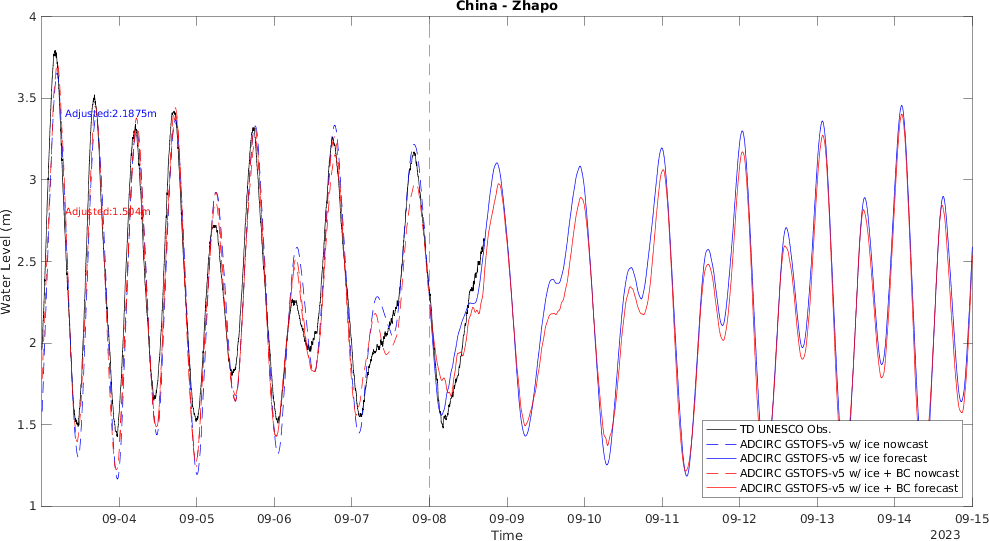 China - Zhapo
Water Level (m)
4
3.5
3
2.5
2
1.5
1
Adjusted:2.1875m
Adjusted:1.504m
TD UNESCO Obs.
ADCIRC GSTOFS-v5 w/ ice nowcast
ADCIRC GSTOFS-v5 w/ ice forecast
ADCIRC GSTOFS-v5 w/ ice + BC nowcast
ADCIRC GSTOFS-v5 w/ ice + BC forecast
09-04 09-05 09-06 09-07 09-08 09-09 09-10 09-11 09-12 09-13 09-14 09-15
Time
2023